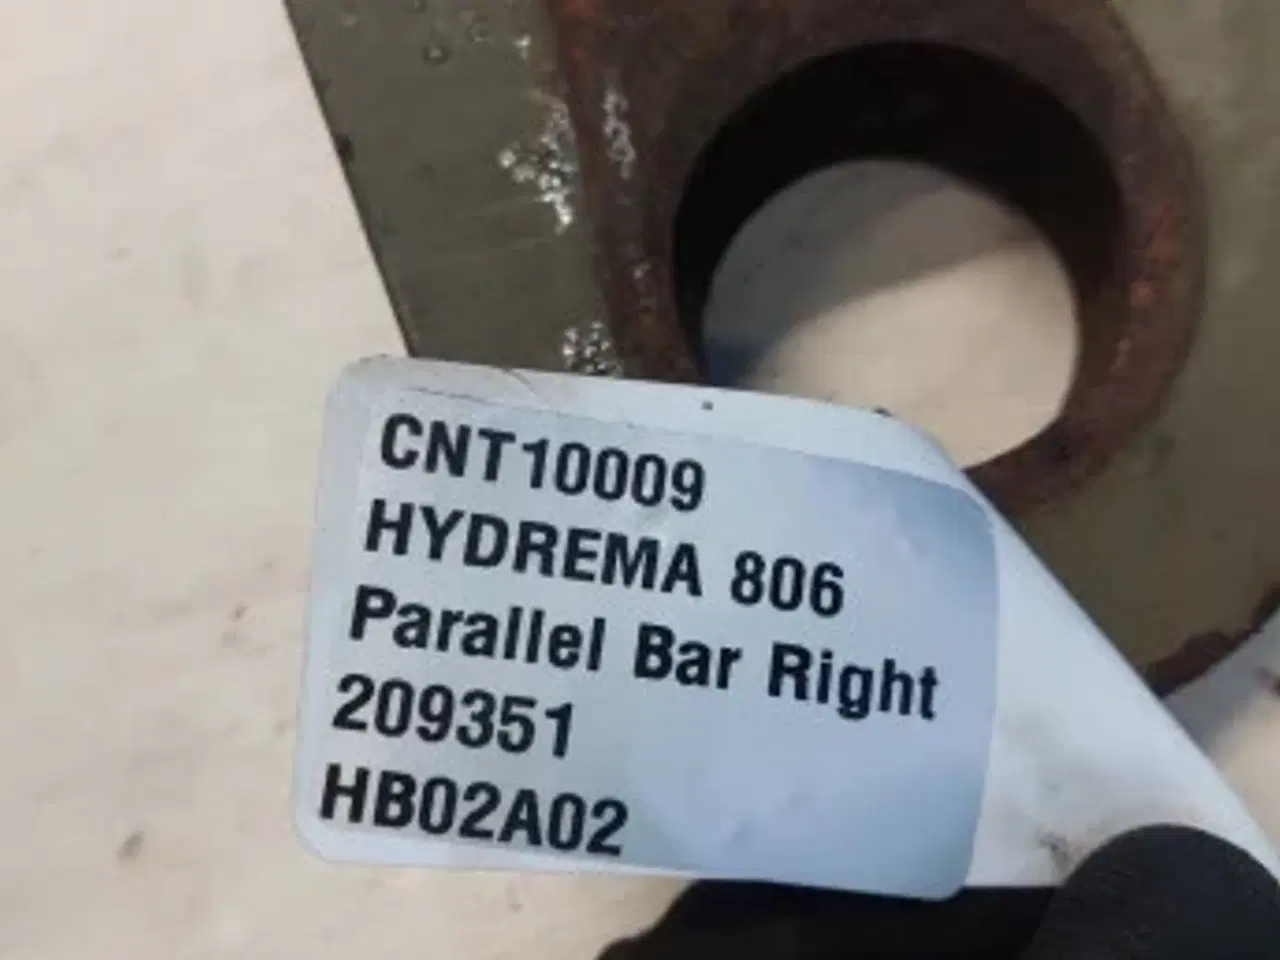 CNT10009
HYDREMA 806
Parallel Bar Right
209351
HB02A02